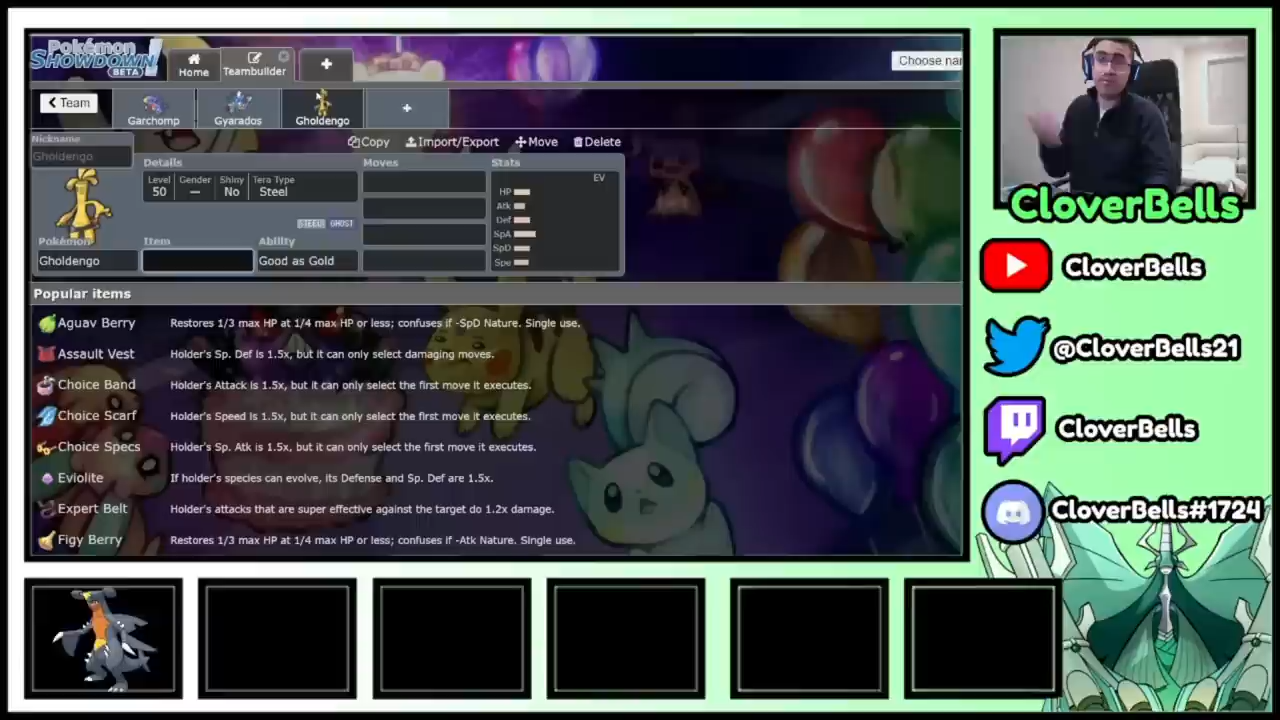 Pokémon
SHOWDOWN!
BETA
Home
Teambuilder
+
Choose nar
Team
Garchomp
Gyarados
Gholdengo
+
Copy
Import/Export
Move
Delete
Nickname
Gholdengo
Details
Moves
Stats
Level
50
Gender
—
Shiny
No
Tera Type
Steel
EV
HP
Atk
Def
SpA
SpD
Spe
STEEL GHOST
Pokémon
Gholdengo
Item
Ability
Good as Gold
Popular items
Aguav Berry Restores 1/3 max HP at 1/4 max HP or less; confuses if -SpD Nature. Single use.
Assault Vest Holder's Sp. Def is 1.5x, but it can only select damaging moves.
Choice Band Holder's Attack is 1.5x, but it can only select the first move it executes.
Choice Scarf Holder's Speed is 1.5x, but it can only select the first move it executes.
Choice Specs Holder's Sp. Atk is 1.5x, but it can only select the first move it executes.
Eviolite If holder's species can evolve, its Defense and Sp. Def are 1.5x.
Expert Belt Holder's attacks that are super effective against the target do 1.2x damage.
Figy Berry Restores 1/3 max HP at 1/4 max HP or less; confuses if -Atk Nature. Single use.
CloverBells
CloverBells
@CloverBells21
CloverBells
CloverBells#1724